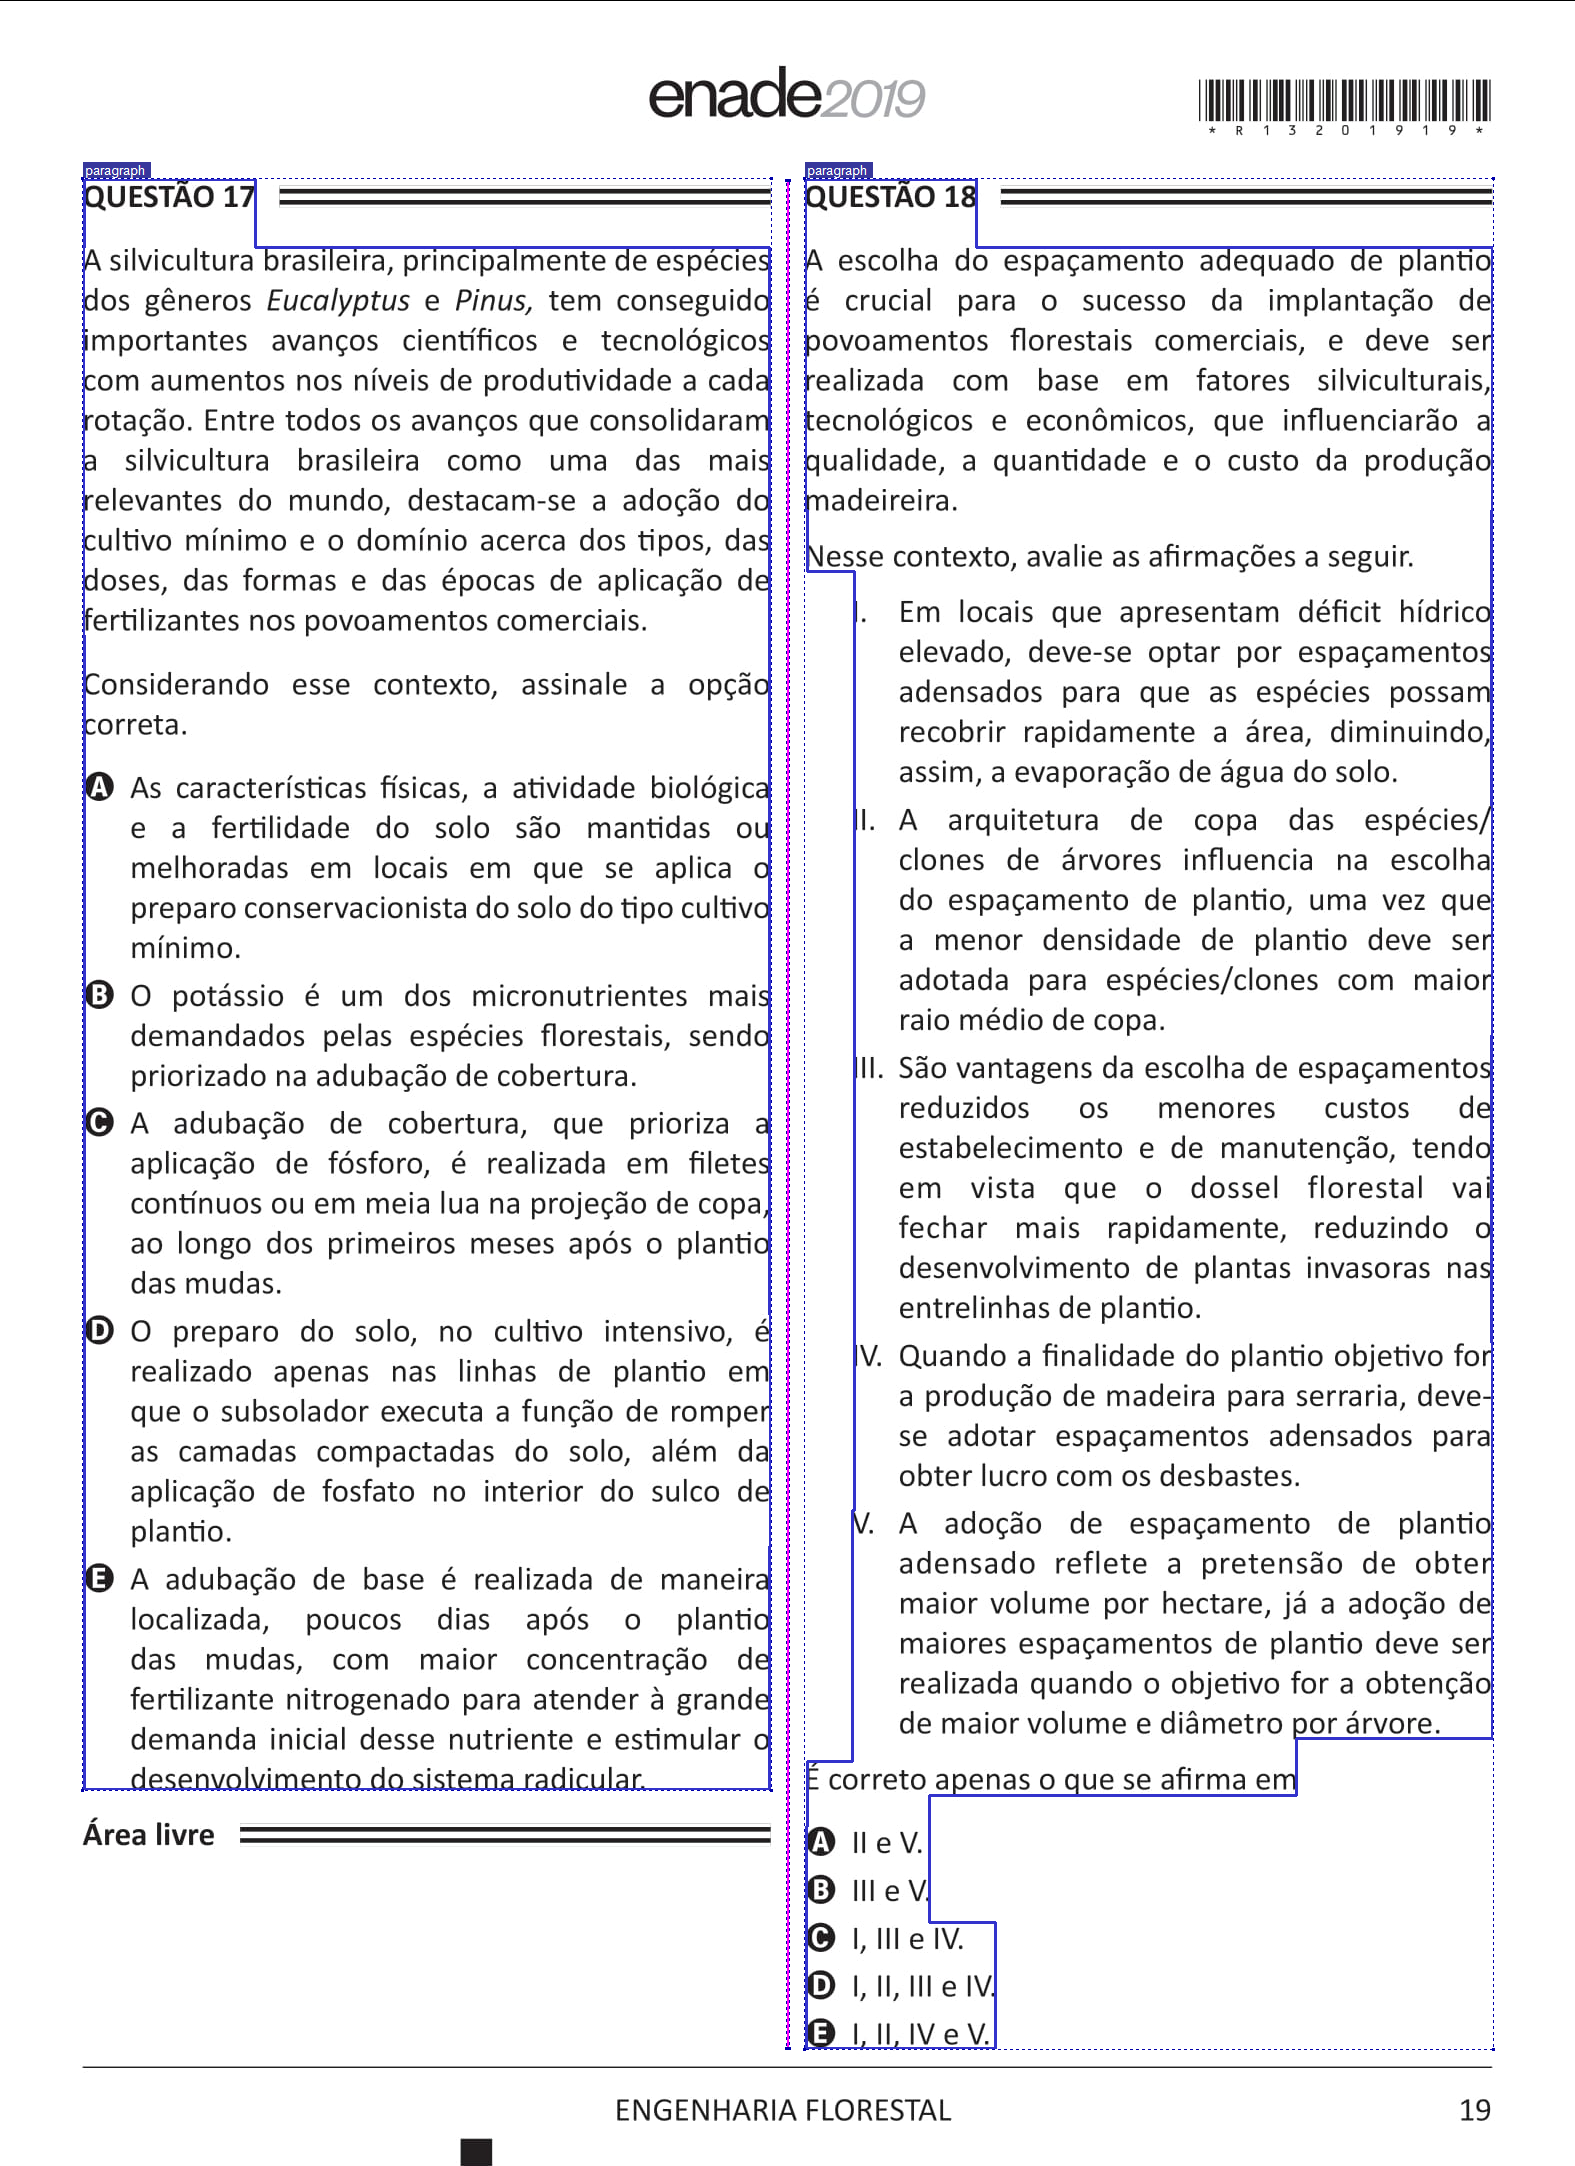 enade2019
*R13201919*
paragraph
QUESTÃO 17
A silvicultura brasileira, principalmente de espécies
dos gêneros Eucalyptus e Pinus, tem conseguido
importantes avanços científicos e tecnológicos
com aumentos nos níveis de produtividade a cada
rotação. Entre todos os avanços que consolidaram
a silvicultura brasileira como uma das mais
relevantes do mundo, destacam-se a adoção do
cultivo mínimo e o domínio acerca dos tipos, das
doses, das formas e das épocas de aplicação de
fertilizantes nos povoamentos comerciais.
Considerando esse contexto, assinale a opção
correta.
A As características físicas, a atividade biológica
e a fertilidade do solo são mantidas ou
melhoradas em locais em que se aplica o
preparo conservacionista do solo do tipo cultivo
mínimo.
B O potássio é um dos micronutrientes mais
demandados pelas espécies florestais, sendo
priorizado na adubação de cobertura.
C A adubação de cobertura, que prioriza a
aplicação de fósforo, é realizada em filetes
contínuos ou em meia lua na projeção de copa,
ao longo dos primeiros meses após o plantio
das mudas.
D O preparo do solo, no cultivo intensivo, é
realizado apenas nas linhas de plantio em
que o subsolador executa a função de romper
as camadas compactadas do solo, além da
aplicação de fosfato no interior do sulco de
plantio.
E A adubação de base é realizada de maneira
localizada, poucos dias após o plantio
das mudas, com maior concentração de
fertilizante nitrogenado para atender à grande
demanda inicial desse nutriente e estimular o
desenvolvimento do sistema radicular.
Área livre
paragraph
QUESTÃO 18
A escolha do espaçamento adequado de plantio
é crucial para o sucesso da implantação de
povoamentos florestais comerciais, e deve ser
realizada com base em fatores silviculturais,
tecnológicos e econômicos, que influenciarão a
qualidade, a quantidade e o custo da produção
madeireira.
Nesse contexto, avalie as afirmações a seguir.
I. Em locais que apresentam déficit hídrico
elevado, deve-se optar por espaçamentos
adensados para que as espécies possam
recobrir rapidamente a área, diminuindo,
assim, a evaporação de água do solo.
II. A arquitetura de copa das espécies/
clones de árvores influencia na escolha
do espaçamento de plantio, uma vez que
a menor densidade de plantio deve ser
adotada para espécies/clones com maior
raio médio de copa.
III. São vantagens da escolha de espaçamentos
reduzidos os menores custos de
estabelecimento e de manutenção, tendo
em vista que o dossel florestal vai
fechar mais rapidamente, reduzindo o
desenvolvimento de plantas invasoras nas
entrelinhas de plantio.
IV. Quando a finalidade do plantio objetivo for
a produção de madeira para serraria, deve-
se adotar espaçamentos adensados para
obter lucro com os desbastes.
V. A adoção de espaçamento de plantio
adensado reflete a pretensão de obter
maior volume por hectare, já a adoção de
maiores espaçamentos de plantio deve ser
realizada quando o objetivo for a obtenção
de maior volume e diâmetro por árvore.
É correto apenas o que se afirma em
A II e V.
B III e V.
C I, III e IV.
D I, II, III e IV.
E I, II, IV e V.
ENGENHARIA FLORESTAL
19